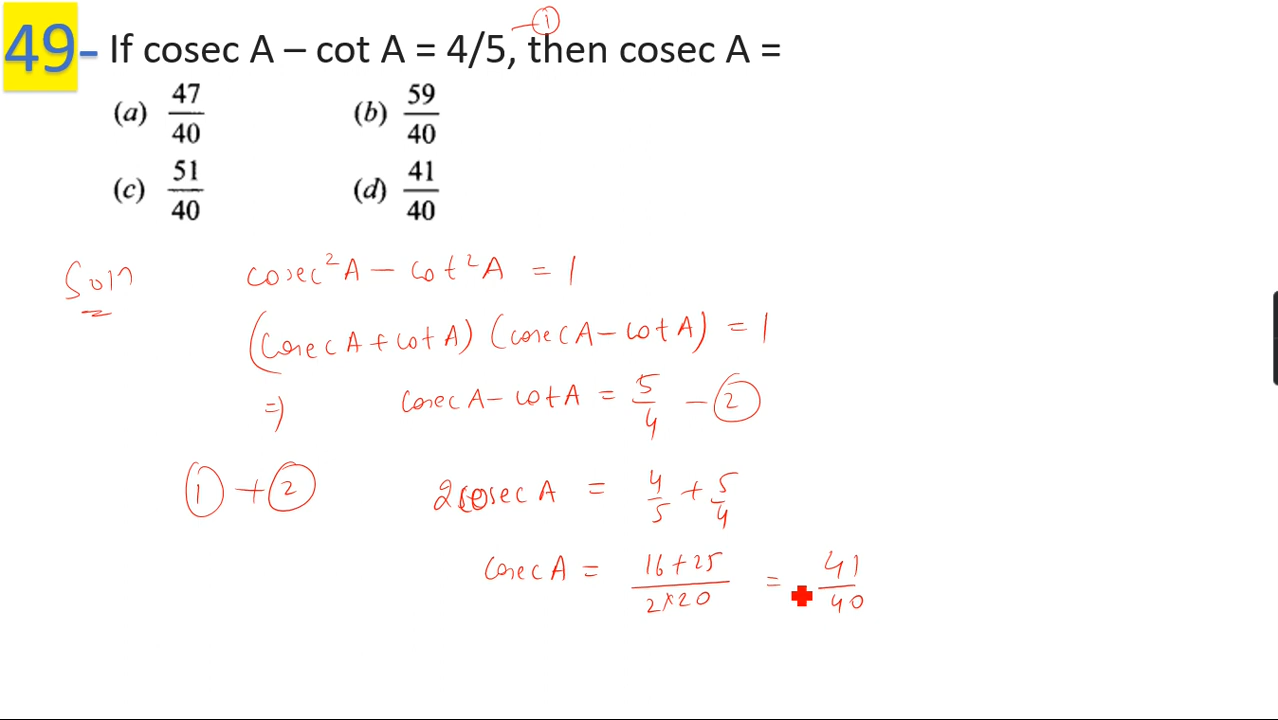 49- If cosec A – cot A = 4/5, then cosec A = — ①
(a) 47/40 (b) 59/40
(c) 51/40 (d) 41/40
Soln cosec²A – cot²A = 1
(cosec A + cot A) (cosec A – cot A) = 1
⇒ cosec A – cot A = 5/4 – ②
① + ② 2 cosec A = 4/5 + 5/4
cosec A = 16+25/2×20 = 41/40